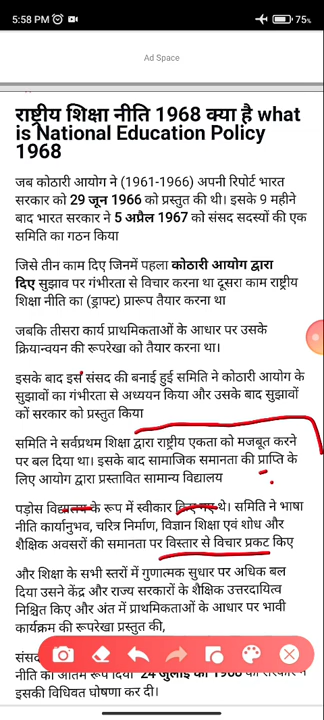 5:58 PM
75%
Ad Space
राष्ट्रीय शिक्षा नीति 1968 क्या है what
is National Education Policy
1968
जब कोठारी आयोग ने (1961-1966) अपनी रिपोर्ट भारत
सरकार को 29 जून 1966 को प्रस्तुत की थी। इसके 9 महीने
बाद भारत सरकार ने 5 अप्रैल 1967 को संसद सदस्यों की एक
समिति का गठन किया
जिसे तीन काम दिए जिनमें पहला कोठारी आयोग द्वारा
दिए सुझाव पर गंभीरता से विचार करना था दूसरा काम राष्ट्रीय
शिक्षा नीति का (ड्राफ्ट) प्रारूप तैयार करना था
जबकि तीसरा कार्य प्राथमिकताओं के आधार पर उसके
क्रियान्वयन की रूपरेखा को तैयार करना था।
इसके बाद इस संसद की बनाई हुई समिति ने कोठारी आयोग के
सुझावों का गंभीरता से अध्ययन किया और उसके बाद सुझावों
कों सरकार को प्रस्तुत किया
समिति ने सर्वप्रथम शिक्षा द्वारा राष्ट्रीय एकता को मजबूत करने
पर बल दिया था। इसके बाद सामाजिक समानता की प्राप्ति के
लिए आयोग द्वारा प्रस्तावित सामान्य विद्यालय
पड़ोस विद्यालय के रूप में स्वीकार किए गए थे। समिति ने भाषा
नीति कार्यानुभव, चरित्र निर्माण, विज्ञान शिक्षा एवं शोध और
शैक्षिक अवसरों की समानता पर विस्तार से विचार प्रकट किए
और शिक्षा के सभी स्तरों में गुणात्मक सुधार पर अधिक बल
दिया उसने केंद्र और राज्य सरकारों के शैक्षिक उत्तरदायित्व
निश्चित किए और अंत में प्राथमिकताओं के आधार पर भावी
कार्यक्रम की रूपरेखा प्रस्तुत की,
संसद
नीति को अंतिम रूप दिया 24 जुलाई को 1968 को सरकार ने
इसकी विधिवत घोषणा कर दी।